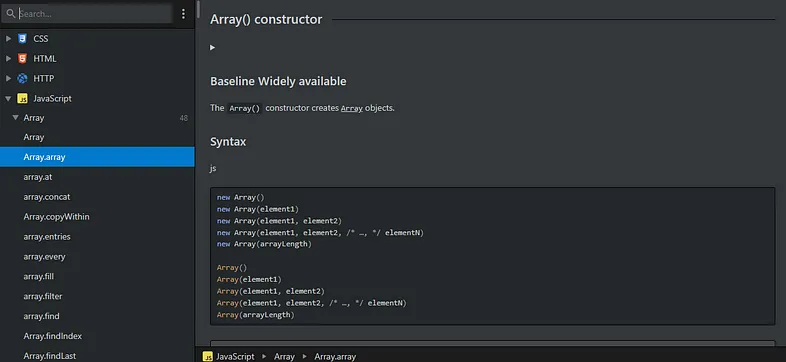 Search...
CSS
HTML
HTTP
JS JavaScript
Array 48
Array
Array.array
array.at
array.concat
Array.copyWithin
array.entries
array.every
array.fill
array.filter
array.find
Array.findIndex
Array.findLast
Array() constructor
Baseline Widely available
The Array() constructor creates Array objects.
Syntax
js
new Array()
new Array(element1)
new Array(element1, element2)
new Array(element1, element2, /* …, */ elementN)
new Array(arrayLength)
Array()
Array(element1)
Array(element1, element2)
Array(element1, element2, /* …, */ elementN)
Array(arrayLength)
JS JavaScript Array Array.array